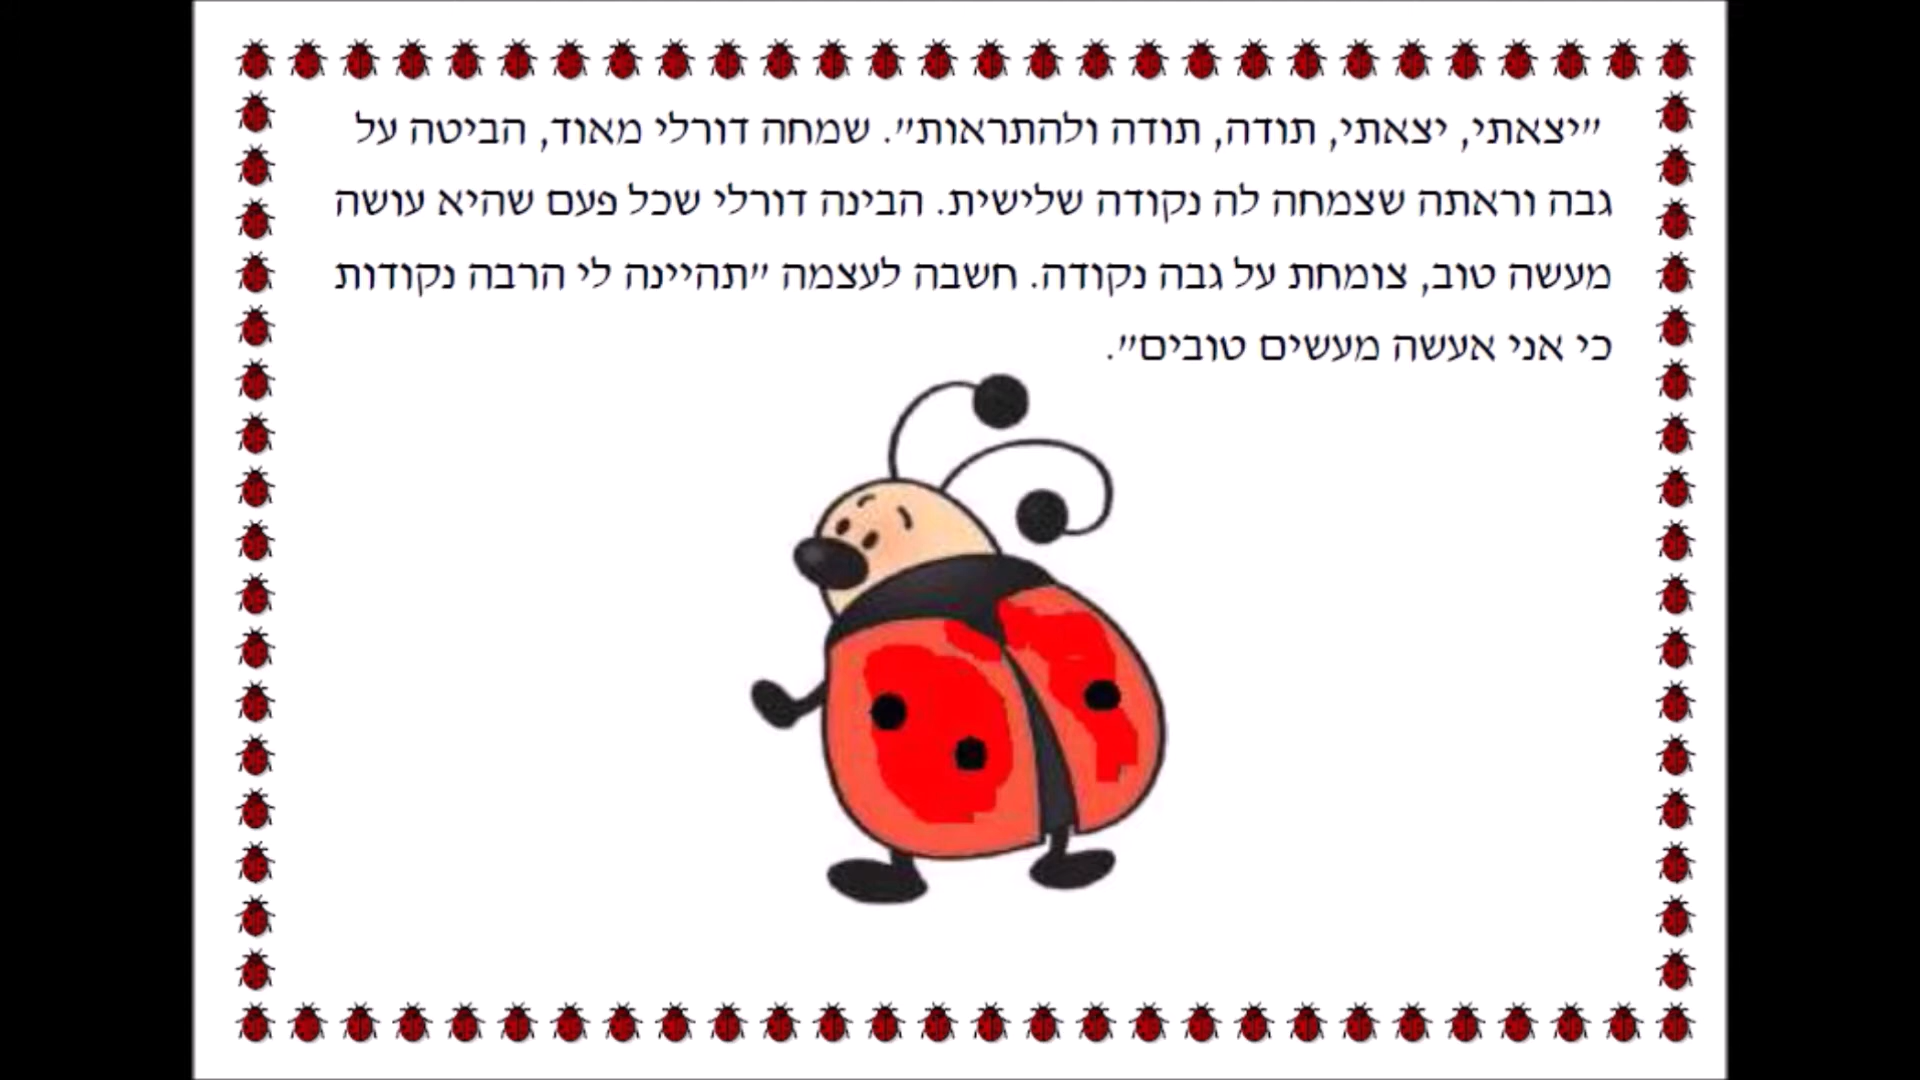 "יצאתי, יצאתי, תודה, תודה ולהתראות". שמחה דורלי מאוד, הביטה על
גבה וראתה שצמחה לה נקודה שלישית. הבינה דורלי שכל פעם שהיא עושה
מעשה טוב, צומחת על גבה נקודה. חשבה לעצמה "תהיינה לי הרבה נקודות
כי אני אעשה מעשים טובים".